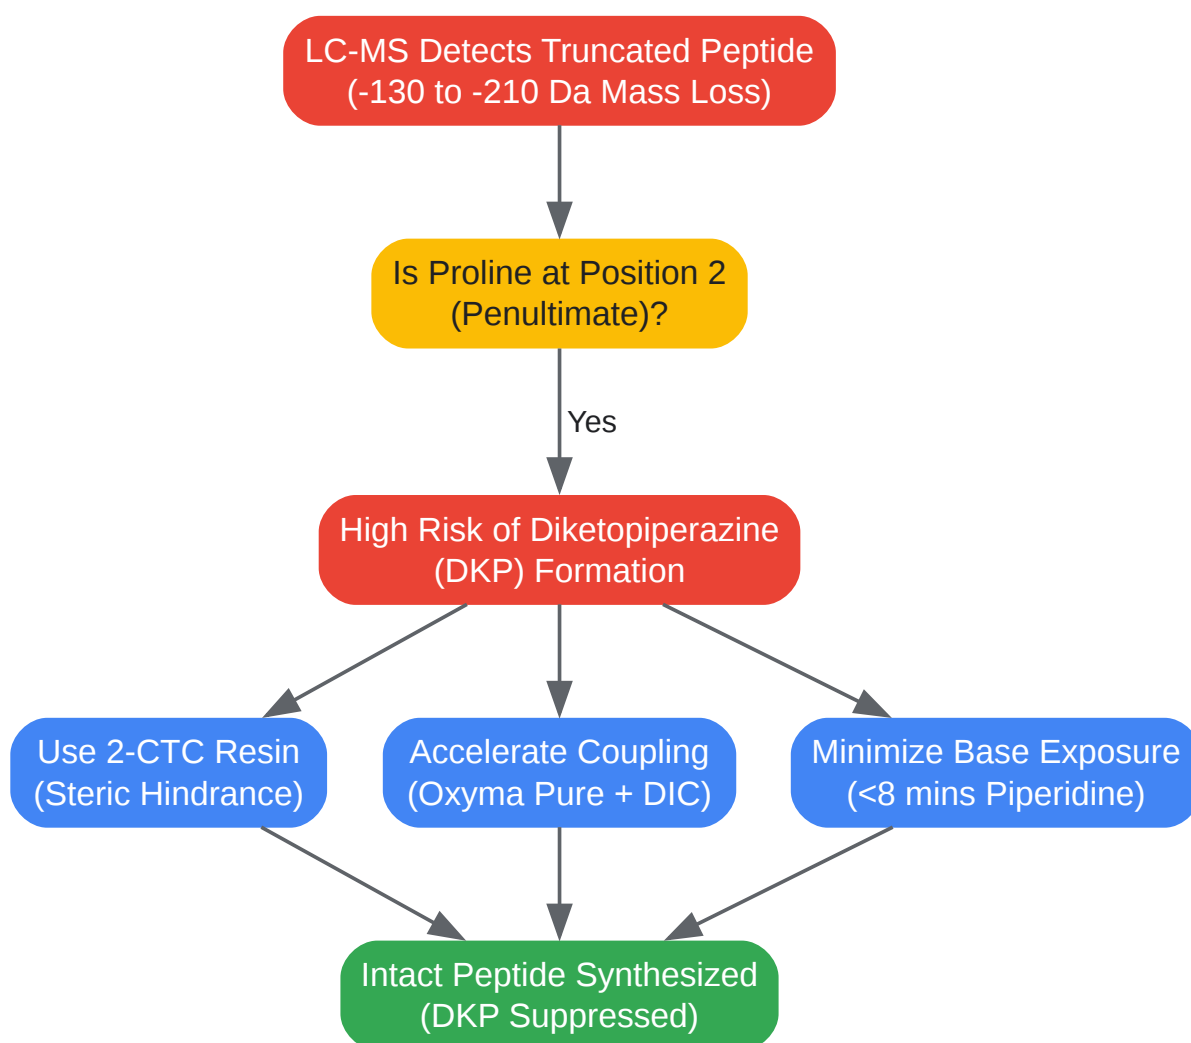 LC-MS Detects Truncated Peptide
(-130 to -210 Da Mass Loss)
Is Proline at Position 2
(Penultimate)?
Yes
High Risk of Diketopiperazine
(DKP) Formation
Use 2-CTC Resin
(Steric Hindrance)
Accelerate Coupling
(Oxyma Pure + DIC)
Minimize Base Exposure
(<8 mins Piperidine)
Intact Peptide Synthesized
(DKP Suppressed)